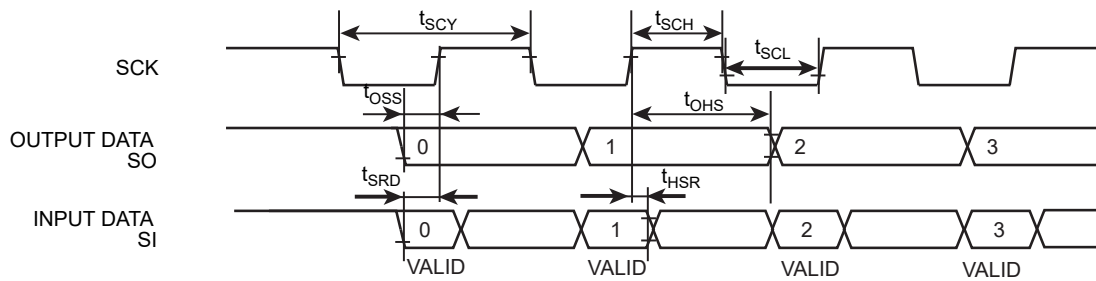 tSCY
tSCH
tSCL
SCK
tOSS
tOHS
OUTPUT DATA
SO
0
1
2
3
tSRD
tHSR
INPUT DATA
SI
0
1
2
3
VALID
VALID
VALID
VALID